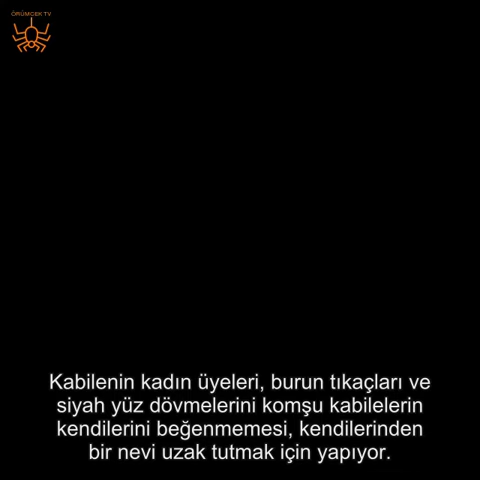 ÖRÜMCEK TV
Kabilenin kadın üyeleri, burun tıkaçları ve
siyah yüz dövmelerini komşu kabilelerin
kendilerini beğenmemesi, kendilerinden
bir nevi uzak tutmak için yapıyor.